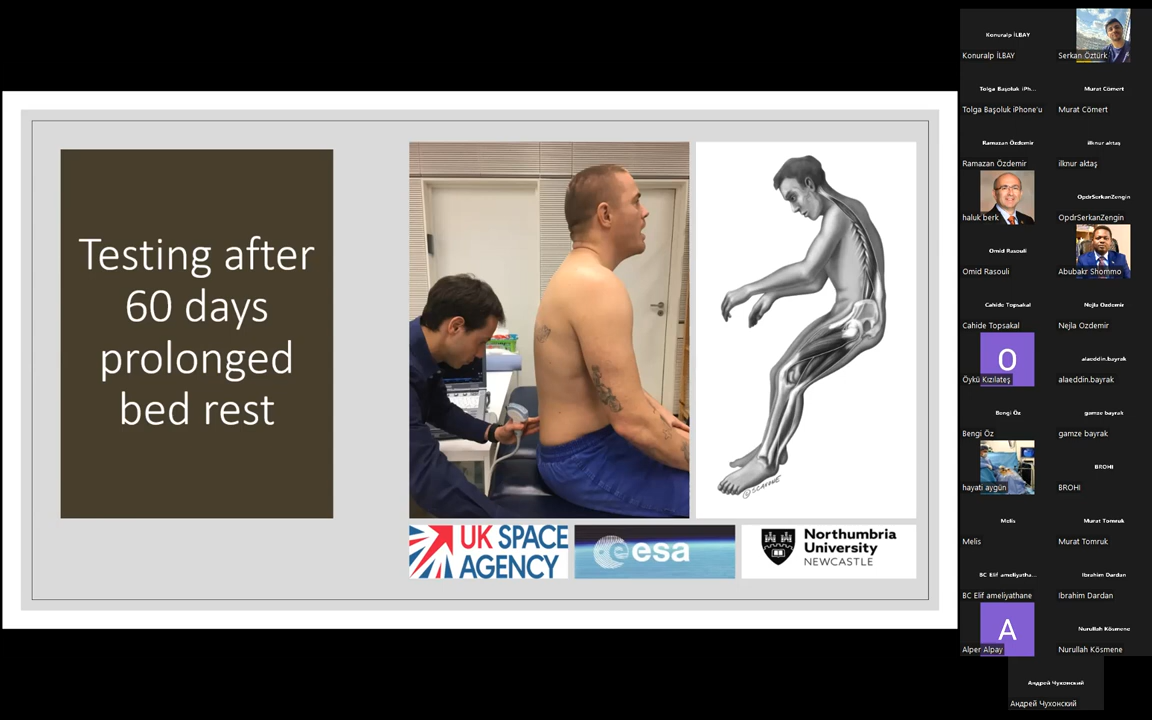 Testing after
60 days
prolonged
bed rest
UK SPACE
AGENCY
esa
Northumbria
University
NEWCASTLE
Konuralp İLBAY
Konuralp İLBAY
Serkan Öztürk
Tolga Başoluk iPh...
Tolga Başoluk iPhone'u
Murat Cömert
Murat Cömert
Ramazan Özdemir
Ramazan Özdemir
ilknur aktaş
ilknur aktaş
haluk berk
OpdrSerkanZengin
OpdrSerkanZengin
Omid Rasouli
Omid Rasouli
Abubakr Shommo
Cahide Topsakal
Cahide Topsakal
Nejla Ozdemir
Nejla Ozdemir
O
Öykü Kızılateş
alaeddin.bayrak
alaeddin.bayrak
Bengi Öz
Bengi Öz
gamze bayrak
gamze bayrak
hayati aygün
BROHI
BROHI
Melis
Melis
Murat Tomruk
Murat Tomruk
BC Elif ameliyatha...
BC Elif ameliyathane
Ibrahim Dardan
Ibrahim Dardan
A
Alper Alpay
Nurullah Kösmene
Nurullah Kösmene
Андрей Чухонский
Андрей Чухонский